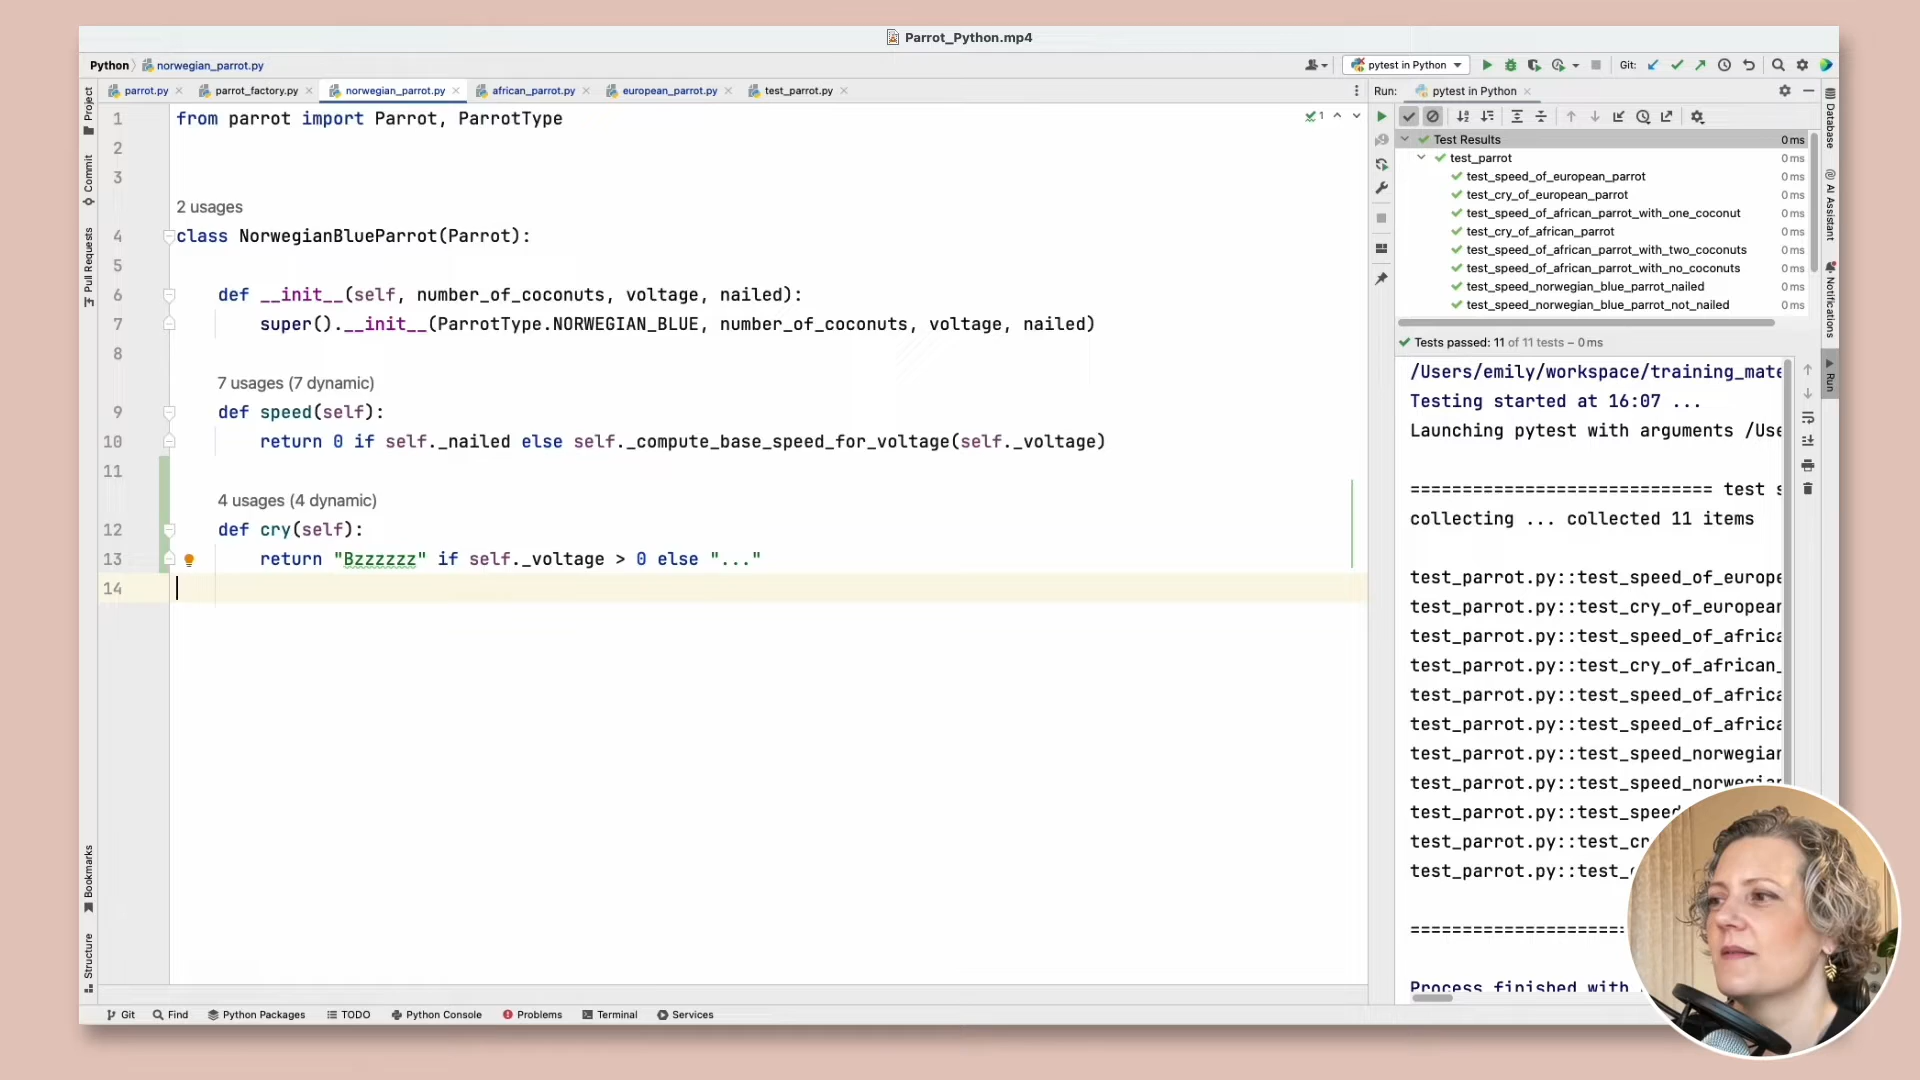 Parrot_Python.mp4
Python
norwegian_parrot.py
pytest in Python
Git:
parrot.py
parrot_factory.py
norwegian_parrot.py
african_parrot.py
european_parrot.py
test_parrot.py
Run:
pytest in Python
Project
Commit
Pull Requests
Bookmarks
Structure
1 from parrot import Parrot, ParrotType
2
3
2 usages
4 class NorwegianBlueParrot(Parrot):
5
6 def __init__(self, number_of_coconuts, voltage, nailed):
7 super().__init__(ParrotType.NORWEGIAN_BLUE, number_of_coconuts, voltage, nailed)
8
7 usages (7 dynamic)
9 def speed(self):
10 return 0 if self._nailed else self._compute_base_speed_for_voltage(self._voltage)
11
4 usages (4 dynamic)
12 def cry(self):
13 return "Bzzzzzz" if self._voltage > 0 else "..."
14
1
Test Results 0 ms
test_parrot 0 ms
test_speed_of_european_parrot 0 ms
test_cry_of_european_parrot 0 ms
test_speed_of_african_parrot_with_one_coconut 0 ms
test_cry_of_african_parrot 0 ms
test_speed_of_african_parrot_with_two_coconuts 0 ms
test_speed_of_african_parrot_with_no_coconuts 0 ms
test_speed_norwegian_blue_parrot_nailed 0 ms
test_speed_norwegian_blue_parrot_not_nailed 0 ms
Tests passed: 11 of 11 tests – 0 ms
/Users/emily/workspace/training_mate
Testing started at 16:07 ...
Launching pytest with arguments /Use
============================= test s
collecting ... collected 11 items
test_parrot.py::test_speed_of_europe
test_parrot.py::test_cry_of_european
test_parrot.py::test_speed_of_africa
test_parrot.py::test_cry_of_african_
test_parrot.py::test_speed_of_africa
test_parrot.py::test_speed_of_africa
test_parrot.py::test_speed_norwegian
test_parrot.py::test_speed_norwegian
test_parrot.py::test_speed
test_parrot.py::test_cr
test_parrot.py::test_
=====================
Process finished with
Database
AI Assistant
Notifications
Run
Git
Find
Python Packages
TODO
Python Console
Problems
Terminal
Services